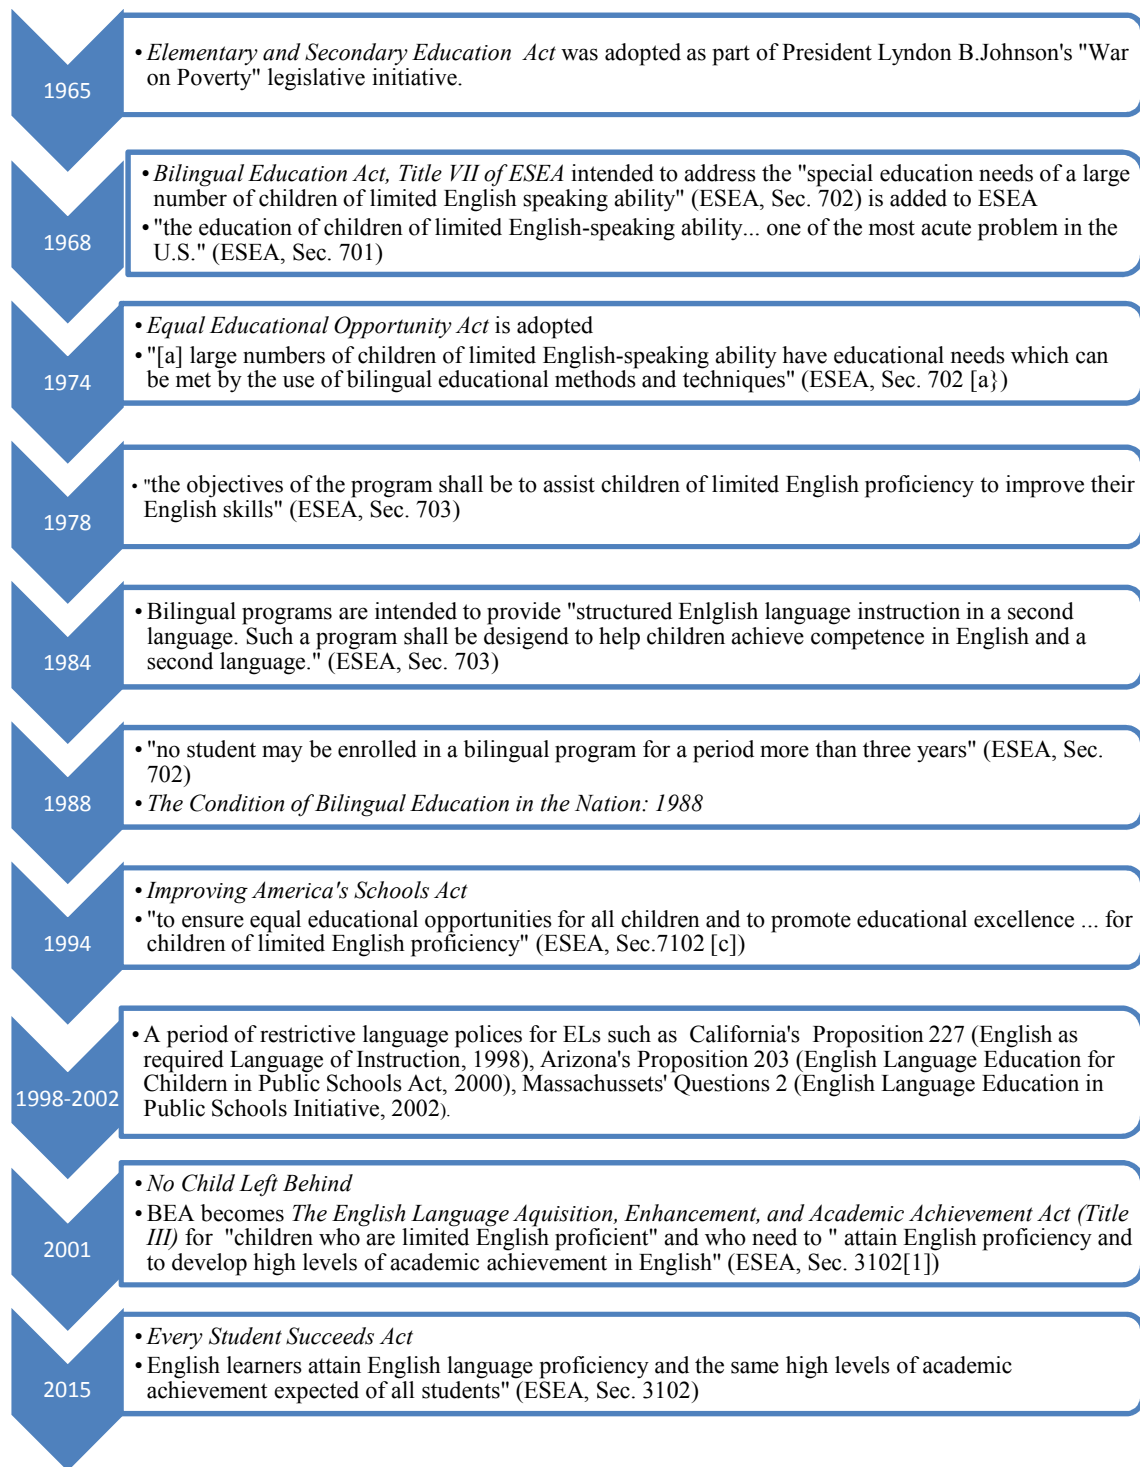 1965
• Elementary and Secondary Education Act was adopted as part of President Lyndon B.Johnson's "War
on Poverty" legislative initiative.
1968
• Bilingual Education Act, Title VII of ESEA intended to address the "special education needs of a large
number of children of limited English speaking ability" (ESEA, Sec. 702) is added to ESEA
• "the education of children of limited English-speaking ability... one of the most acute problem in the
U.S." (ESEA, Sec. 701)
1974
• Equal Educational Opportunity Act is adopted
• "[a] large numbers of children of limited English-speaking ability have educational needs which can
be met by the use of bilingual educational methods and techniques" (ESEA, Sec. 702 [a})
1978
• "the objectives of the program shall be to assist children of limited English proficiency to improve their
English skills" (ESEA, Sec. 703)
1984
• Bilingual programs are intended to provide "structured Enlglish language instruction in a second
language. Such a program shall be desigend to help children achieve competence in English and a
second language." (ESEA, Sec. 703)
1988
• "no student may be enrolled in a bilingual program for a period more than three years" (ESEA, Sec.
702)
• The Condition of Bilingual Education in the Nation: 1988
1994
• Improving America's Schools Act
• "to ensure equal educational opportunities for all children and to promote educational excellence ... for
children of limited English proficiency" (ESEA, Sec.7102 [c])
1998-2002
• A period of restrictive language polices for ELs such as California's Proposition 227 (English as
required Language of Instruction, 1998), Arizona's Proposition 203 (English Language Education for
Childern in Public Schools Act, 2000), Massachussets' Questions 2 (English Language Education in
Public Schools Initiative, 2002).
2001
• No Child Left Behind
• BEA becomes The English Language Aquisition, Enhancement, and Academic Achievement Act (Title
III) for "children who are limited English proficient" and who need to " attain English proficiency and
to develop high levels of academic achievement in English" (ESEA, Sec. 3102[1])
2015
• Every Student Succeeds Act
• English learners attain English language proficiency and the same high levels of academic
achievement expected of all students" (ESEA, Sec. 3102)